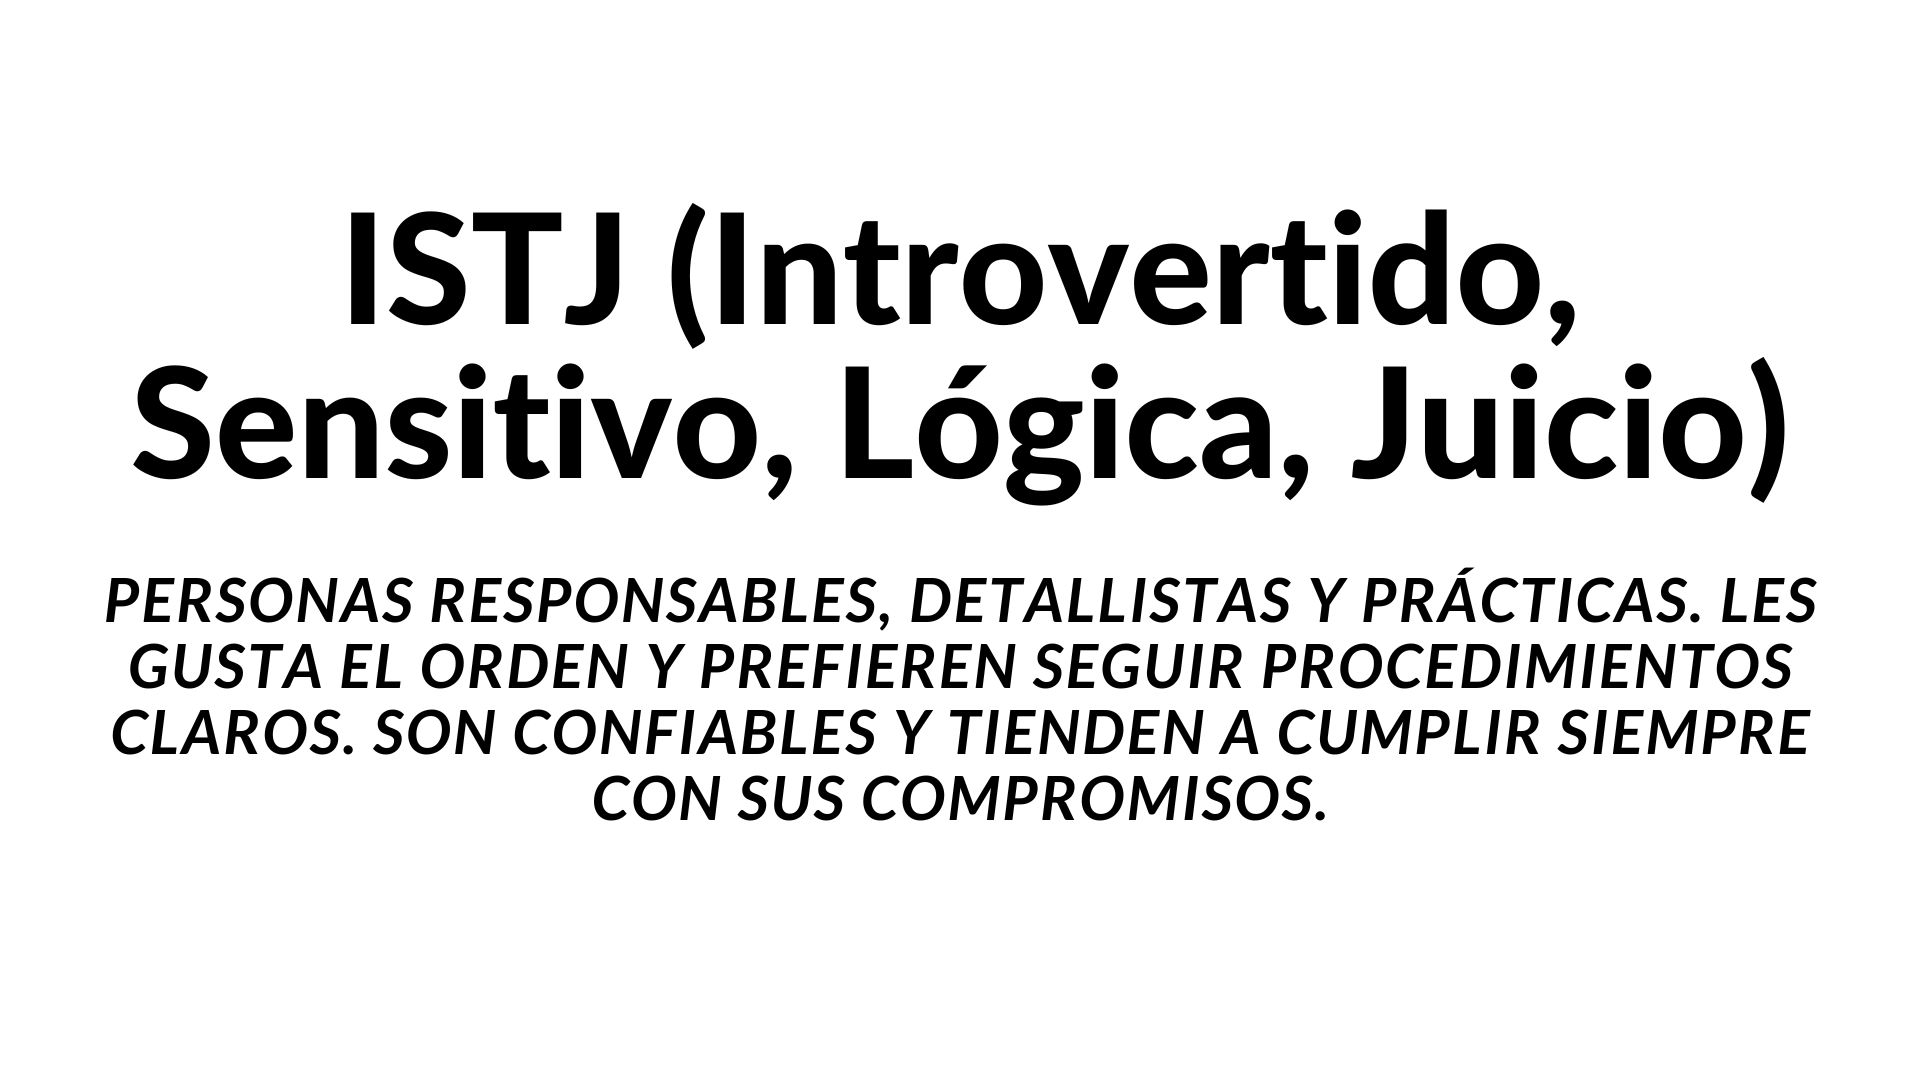 ISTJ (Introvertido,
Sensitivo, Lógica, Juicio)
PERSONAS RESPONSABLES, DETALLISTAS Y PRÁCTICAS. LES
GUSTA EL ORDEN Y PREFIEREN SEGUIR PROCEDIMIENTOS
CLAROS. SON CONFIABLES Y TIENDEN A CUMPLIR SIEMPRE
CON SUS COMPROMISOS.